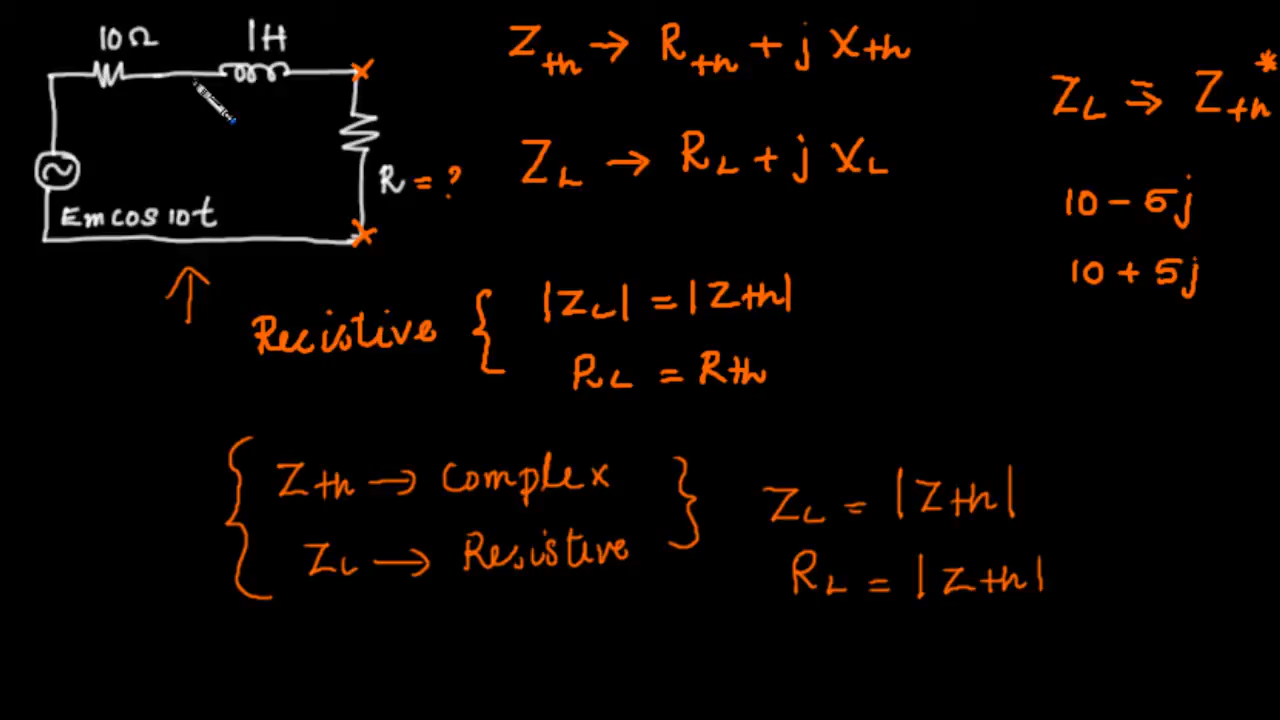 10Ω
1H
R = ?
Em cos 10t
Zth → Rth + j Xth
ZL → RL + j XL
ZL ⇒ Zth*
10 - 5j
10 + 5j
Recistive { |ZL| = |Zth|
RL = Rth
Zth → Complex
ZL → Resistive
ZL = |Zth|
RL = |Zth|